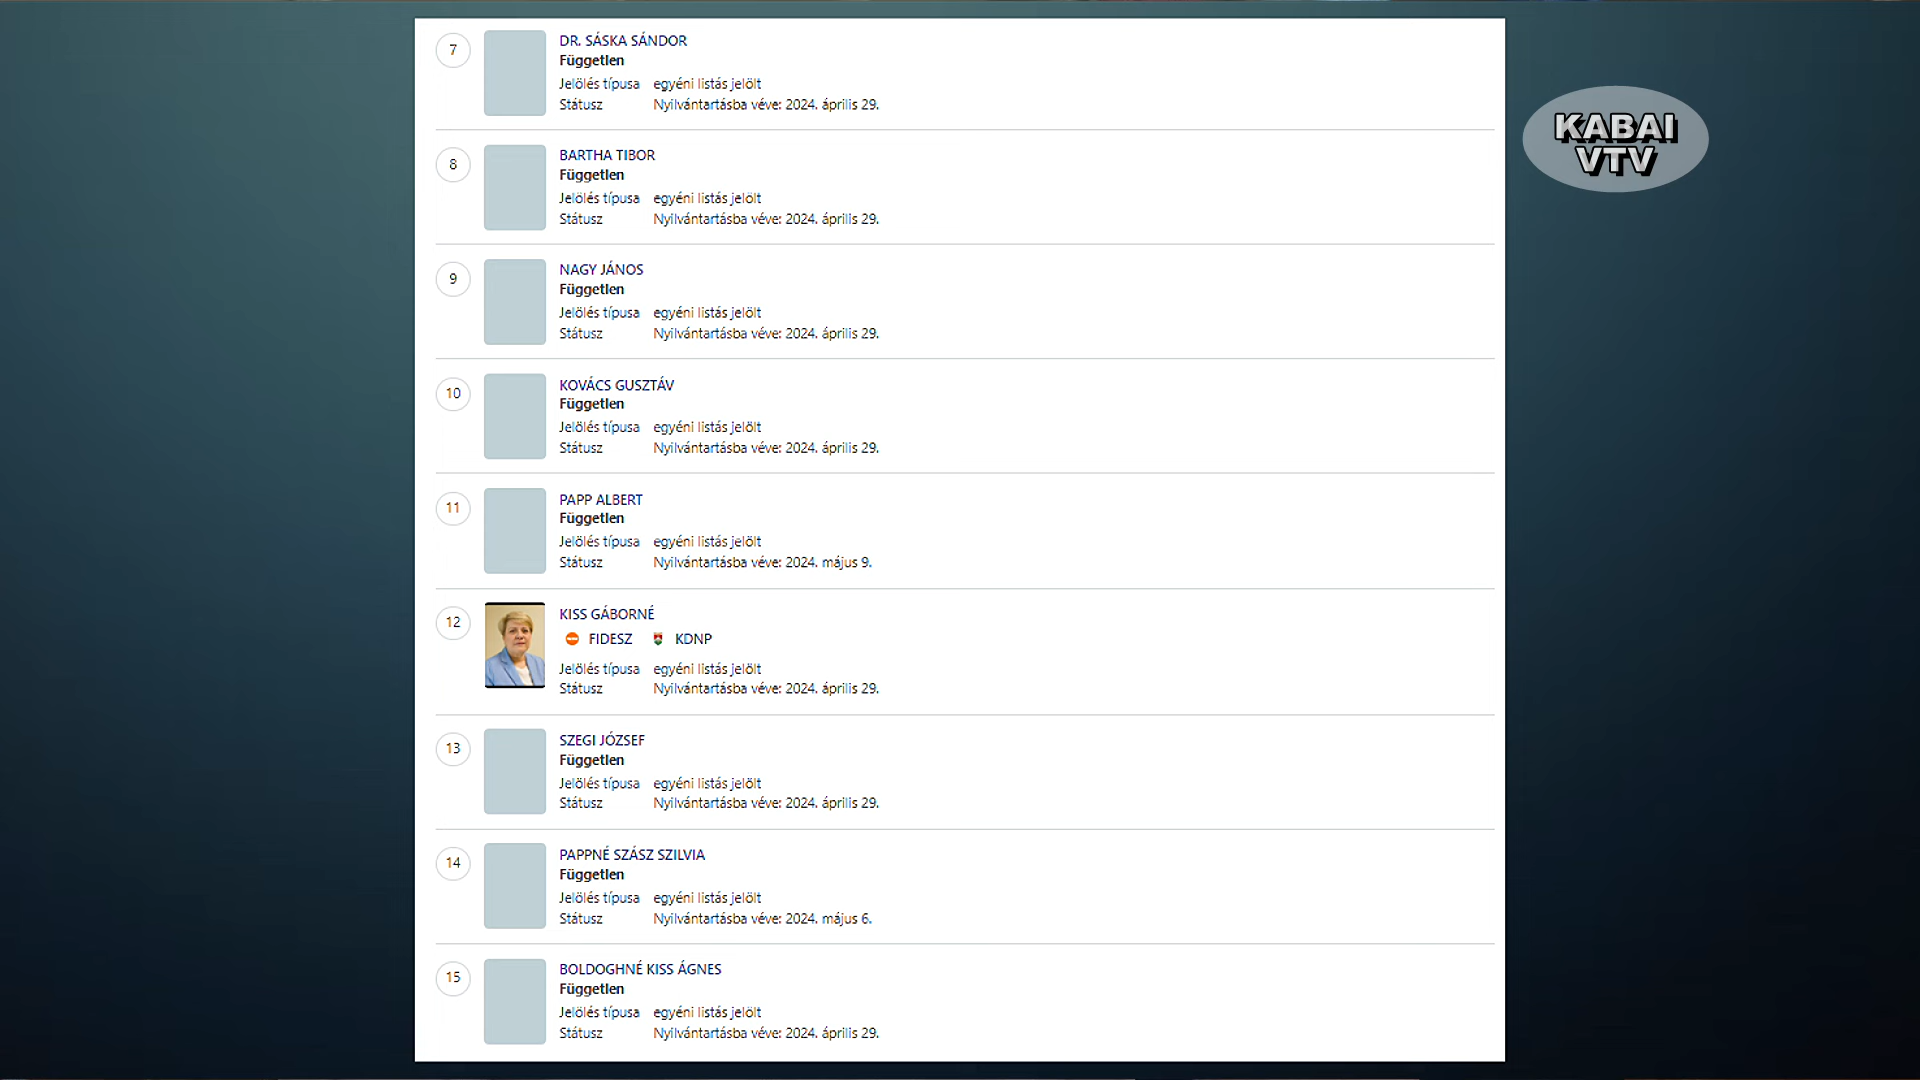 KABAI
VTV
7
DR. SÁSKA SÁNDOR
Független
Jelölés típusa egyéni listás jelölt
Státusz Nyilvántartásba véve: 2024. április 29.
8
BARTHA TIBOR
Független
Jelölés típusa egyéni listás jelölt
Státusz Nyilvántartásba véve: 2024. április 29.
9
NAGY JÁNOS
Független
Jelölés típusa egyéni listás jelölt
Státusz Nyilvántartásba véve: 2024. április 29.
10
KOVÁCS GUSZTÁV
Független
Jelölés típusa egyéni listás jelölt
Státusz Nyilvántartásba véve: 2024. április 29.
11
PAPP ALBERT
Független
Jelölés típusa egyéni listás jelölt
Státusz Nyilvántartásba véve: 2024. május 9.
12
KISS GÁBORNÉ
FIDESZ KDNP
Jelölés típusa egyéni listás jelölt
Státusz Nyilvántartásba véve: 2024. április 29.
13
SZEGI JÓZSEF
Független
Jelölés típusa egyéni listás jelölt
Státusz Nyilvántartásba véve: 2024. április 29.
14
PAPPNÉ SZÁSZ SZILVIA
Független
Jelölés típusa egyéni listás jelölt
Státusz Nyilvántartásba véve: 2024. május 6.
15
BOLDOGHNÉ KISS ÁGNES
Független
Jelölés típusa egyéni listás jelölt
Státusz Nyilvántartásba véve: 2024. április 29.